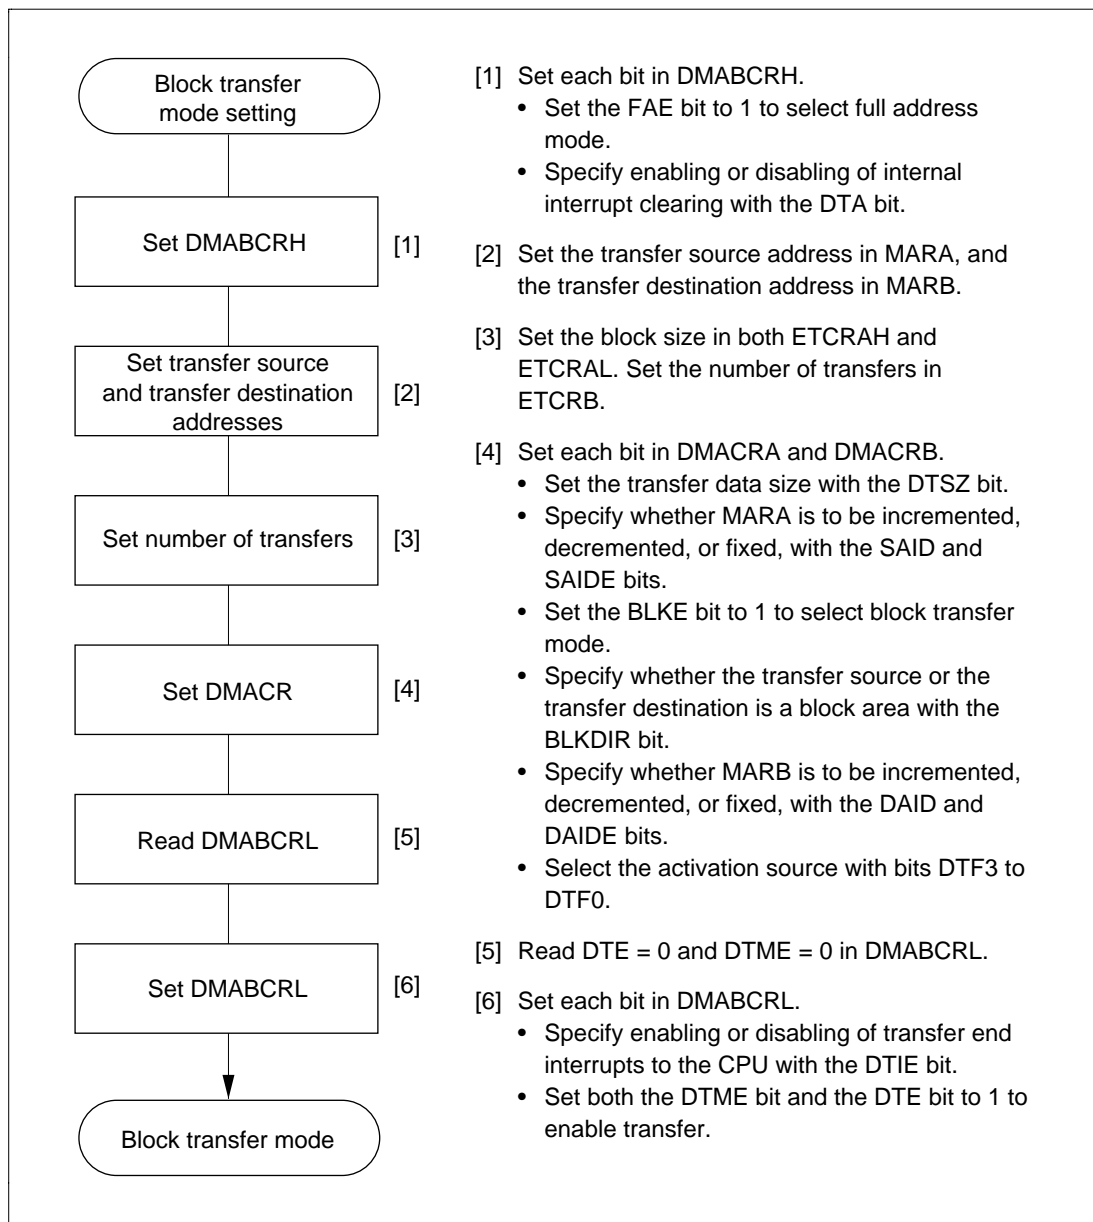 Block transfer
mode setting
Set DMABCRH
[1]
Set transfer source
and transfer destination
addresses
[2]
Set number of transfers
[3]
Set DMACR
[4]
Read DMABCRL
[5]
Set DMABCRL
[6]
Block transfer mode
[1] Set each bit in DMABCRH.
• Set the FAE bit to 1 to select full address
mode.
• Specify enabling or disabling of internal
interrupt clearing with the DTA bit.
[2] Set the transfer source address in MARA, and
the transfer destination address in MARB.
[3] Set the block size in both ETCRAH and
ETCRAL. Set the number of transfers in
ETCRB.
[4] Set each bit in DMACRA and DMACRB.
• Set the transfer data size with the DTSZ bit.
• Specify whether MARA is to be incremented,
decremented, or fixed, with the SAID and
SAIDE bits.
• Set the BLKE bit to 1 to select block transfer
mode.
• Specify whether the transfer source or the
transfer destination is a block area with the
BLKDIR bit.
• Specify whether MARB is to be incremented,
decremented, or fixed, with the DAID and
DAIDE bits.
• Select the activation source with bits DTF3 to
DTF0.
[5] Read DTE = 0 and DTME = 0 in DMABCRL.
[6] Set each bit in DMABCRL.
• Specify enabling or disabling of transfer end
interrupts to the CPU with the DTIE bit.
• Set both the DTME bit and the DTE bit to 1 to
enable transfer.